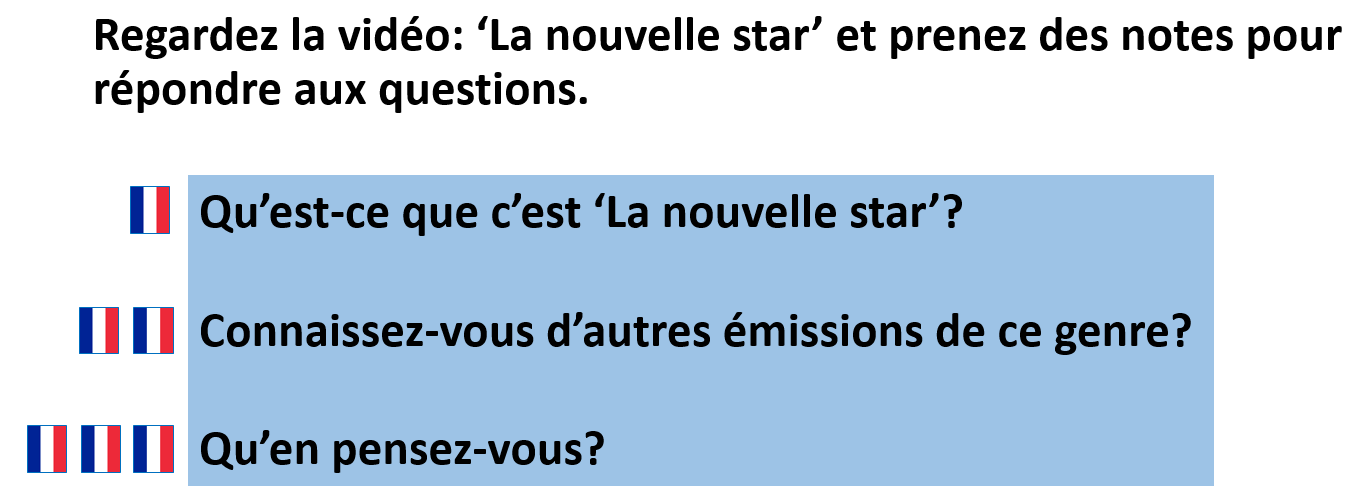 Regardez la vidéo: ‘La nouvelle star’ et prenez des notes pour
répondre aux questions.
Qu’est-ce que c’est ‘La nouvelle star’?
Connaissez-vous d’autres émissions de ce genre?
Qu’en pensez-vous?